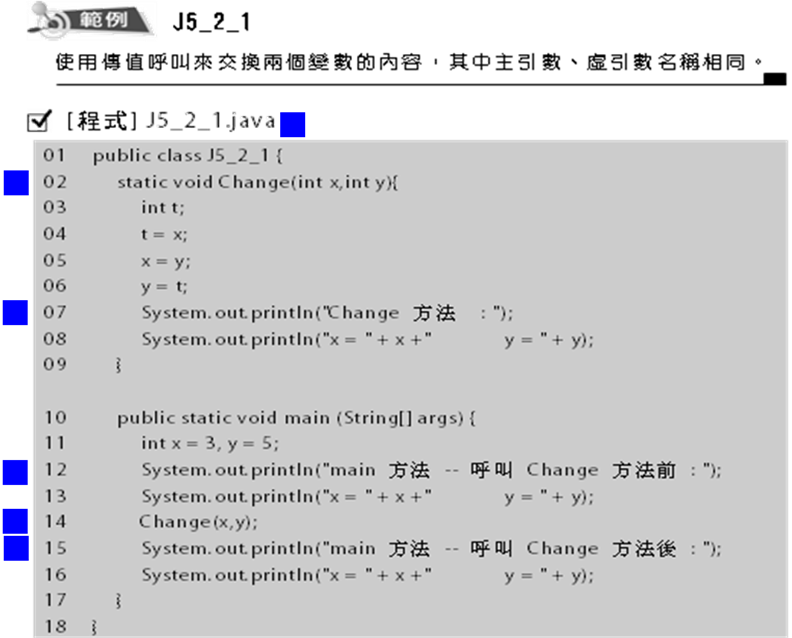 範例 J5_2_1
使用傳值呼叫來交換兩個變數的內容，其中主引數、虛引數名稱相同。
[程式] J5_2_1.java
01 public class J5_2_1 {
02 static void Change(int x,int y){
03 int t;
04 t = x;
05 x = y;
06 y = t;
07 System.out.println("Change 方法 : ");
08 System.out.println("x = " + x +" y = " + y);
09 }
10 public static void main (String[] args) {
11 int x = 3, y = 5;
12 System.out.println("main 方法 -- 呼叫 Change 方法前 : ");
13 System.out.println("x = " + x +" y = " + y);
14 Change(x,y);
15 System.out.println("main 方法 -- 呼叫 Change 方法後 : ");
16 System.out.println("x = " + x +" y = " + y);
17 }
18 }